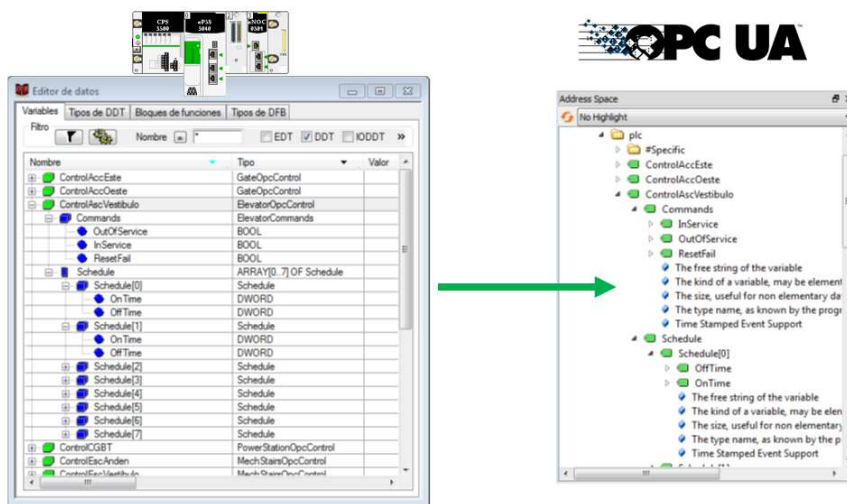 CPS
3500
eP58
5040
eNOC
0301
OPC UA
Editor de datos
Variables
Tipos de DDT
Bloques de funciones
Tipos de DFB
Filtro
Nombre
*
EDT
DDT
IODDT
»
Nombre
Tipo
Valor
ControlAccEste
GateOpcControl
ControlAccOeste
GateOpcControl
ControlAscVestibulo
ElevatorOpcControl
Commands
ElevatorCommands
OutOfService
BOOL
InService
BOOL
ResetFail
BOOL
Schedule
ARRAY[0..7] OF Schedule
Schedule[0]
Schedule
OnTime
DWORD
OffTime
DWORD
Schedule[1]
Schedule
OnTime
DWORD
OffTime
DWORD
Schedule[2]
Schedule
Schedule[3]
Schedule
Schedule[4]
Schedule
Schedule[5]
Schedule
Schedule[6]
Schedule
Schedule[7]
Schedule
ControlCGBT
PowerStationOpcControl
ControlEscAnden
MechStairsOpcControl
ControlEscVestibulo
MechStairsOpcControl
Address Space
No Highlight
plc
#Specific
ControlAccEste
ControlAccOeste
ControlAscVestibulo
Commands
InService
OutOfService
ResetFail
The free string of the variable
The kind of a variable, may be element
The size, useful for non elementary da
The type name, as known by the progr
Time Stamped Event Support
Schedule
Schedule[0]
OffTime
OnTime
The free string of the variable
The kind of a variable, may be elen
The size, useful for non elementary
The type name, as known by the p
Time Stamped Event Support